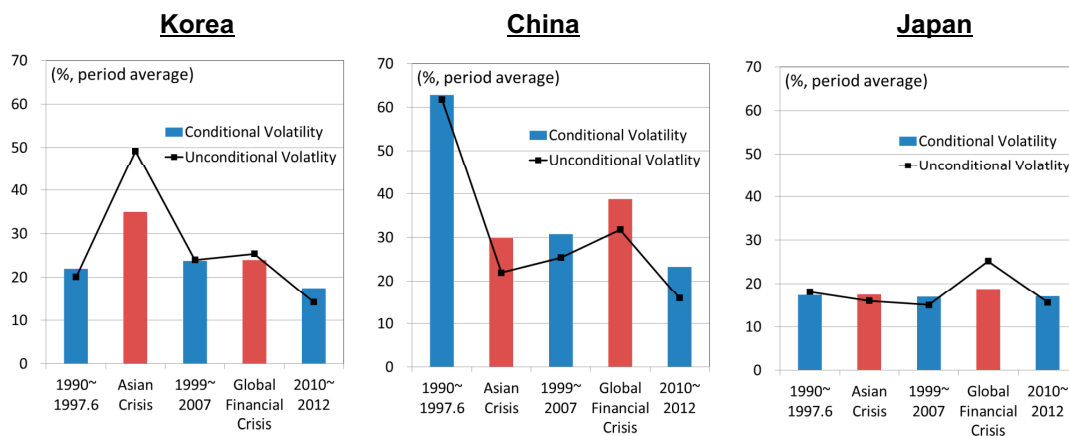 Korea
70
(%, period average)
60
50
40
30
20
10
0
Conditional Volatility
Unconditional Volatlity
1990~
1997.6
Asian
Crisis
1999~
2007
Global
Financial
Crisis
2010~
2012
China
70
(%, period average)
60
50
40
30
20
10
0
Conditional Volatility
Unconditional Volatlity
1990~
1997.6
Asian
Crisis
1999~
2007
Global
Financial
Crisis
2010~
2012
Japan
70
(%, period average)
60
50
40
30
20
10
0
Conditional Volatility
Unconditional Volatlity
1990~
1997.6
Asian
Crisis
1999~
2007
Global
Financial
Crisis
2010~
2012